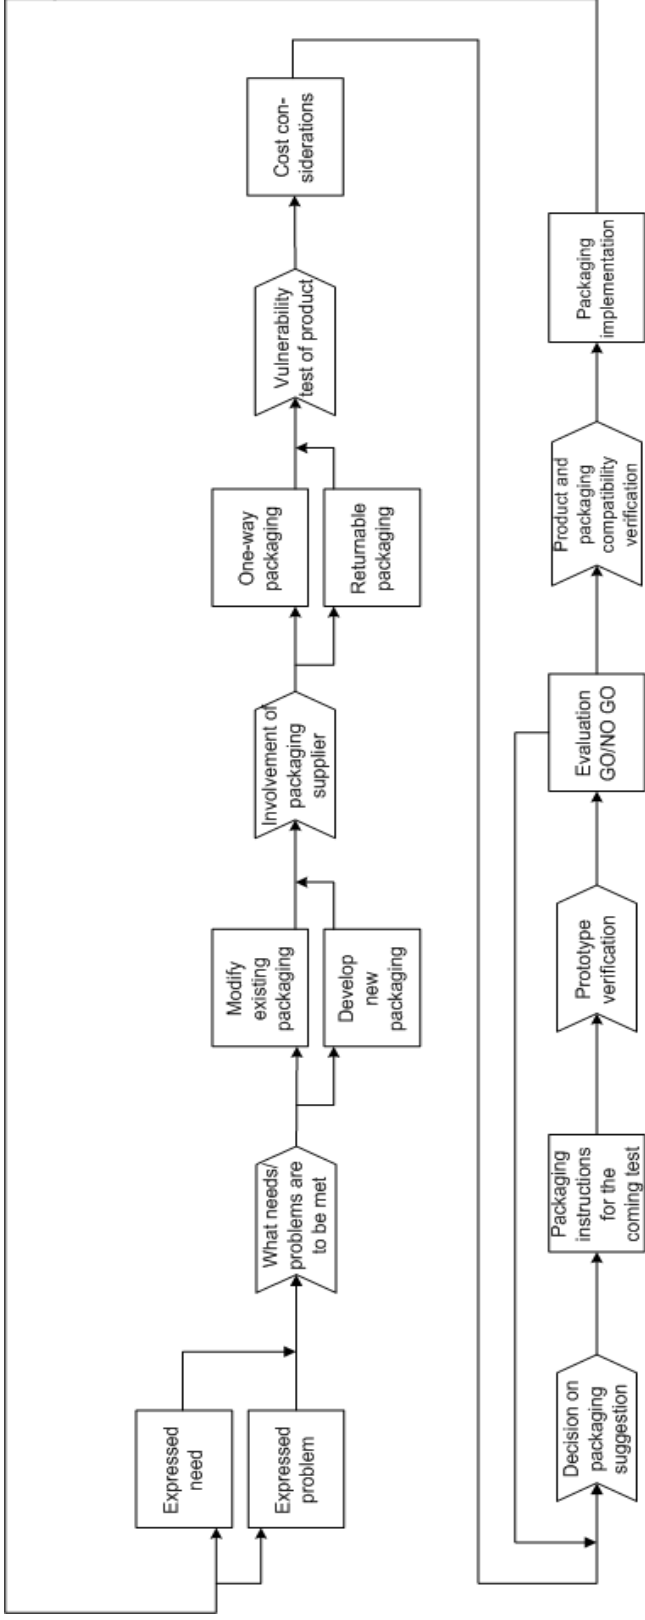 Expressed
need
Expressed
problem
What needs/
problems are
to be met
Modify
existing
packaging
Develop
new
packaging
Involvement of
packaging
supplier
One-way
packaging
Returnable
packaging
Vulnerability
test of product
Cost con-
siderations
Decision on
packaging
suggestion
Packaging
instructions
for the
coming test
Prototype
verification
Evaluation
GO/NO GO
Product and
packaging
compatibility
verification
Packaging
implementation